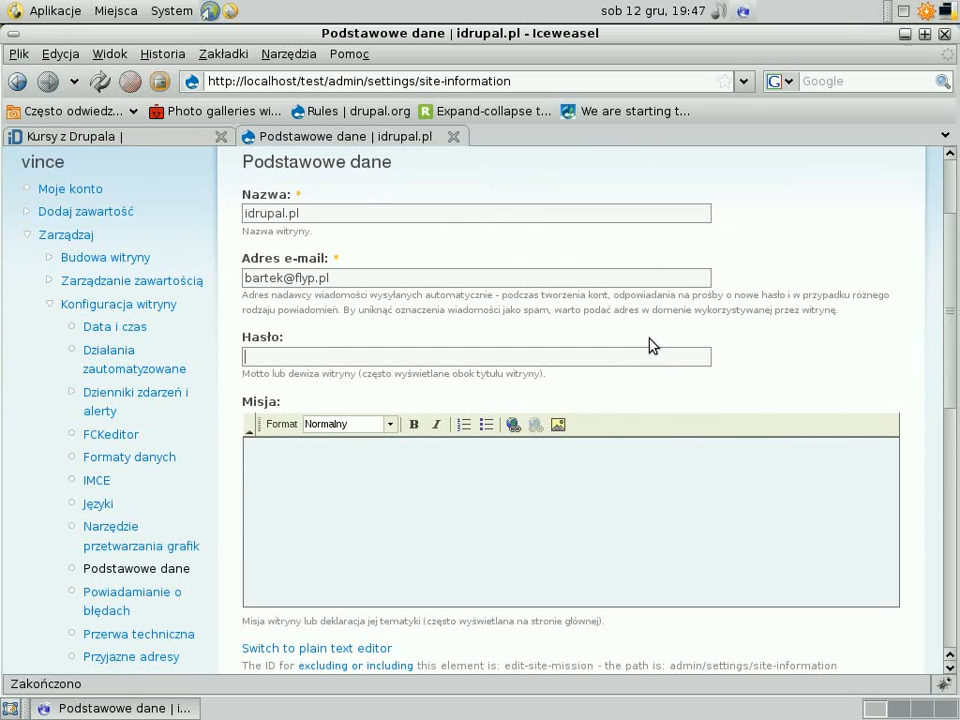 Aplikacje Miejsca System sob 12 gru, 19:47
Podstawowe dane | idrupal.pl - Iceweasel
Plik Edycja Widok Historia Zakładki Narzędzia Pomoc
http://localhost/test/admin/settings/site-information G Google
Często odwiedz... Photo galleries wi... Rules | drupal.org Expand-collapse t... We are starting t...
Kursy z Drupala | Podstawowe dane | idrupal.pl
vince
Moje konto
Dodaj zawartość
Zarządzaj
Budowa witryny
Zarządzanie zawartością
Konfiguracja witryny
Data i czas
Działania
zautomatyzowane
Dzienniki zdarzeń i
alerty
FCKeditor
Formaty danych
IMCE
Języki
Narzędzie
przetwarzania grafik
Podstawowe dane
Powiadamianie o
błędach
Przerwa techniczna
Przyjazne adresy
Podstawowe dane
Nazwa: *
idrupal.pl
Nazwa witryny.
Adres e-mail: *
bartek@flyp.pl
Adres nadawcy wiadomości wysyłanych automatycznie - podczas tworzenia kont, odpowiadania na prośby o nowe hasło i w przypadku różnego
rodzaju powiadomień. By uniknąć oznaczenia wiadomości jako spam, warto podać adres w domenie wykorzystywanej przez witrynę.
Hasło:
Motto lub dewiza witryny (często wyświetlane obok tytułu witryny).
Misja:
Format Normalny B I
Misja witryny lub deklaracja jej tematyki (często wyświetlana na stronie głównej).
Switch to plain text editor
The ID for excluding or including this element is: edit-site-mission - the path is: admin/settings/site-information
Zakończono
Podstawowe dane | i...